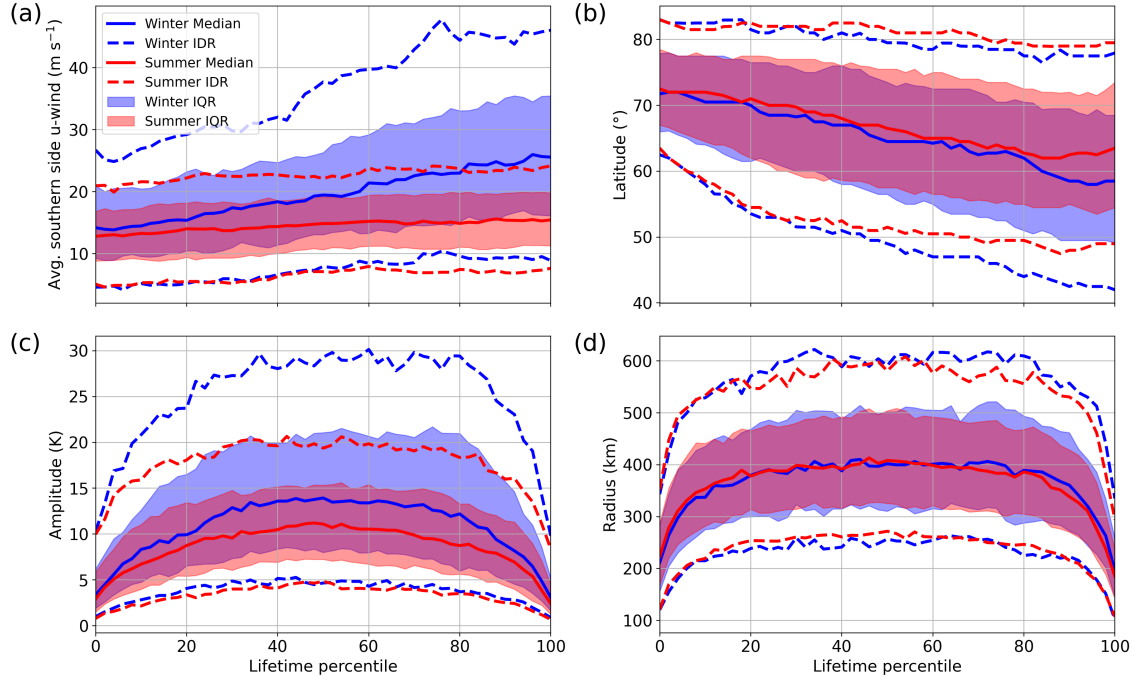 (a)
Avg. southern side u-wind (m s⁻¹)
40
30
20
10
Winter Median
Winter IDR
Summer Median
Summer IDR
Winter IQR
Summer IQR
(b)
Latitude (°)
80
70
60
50
40
(c)
Amplitude (K)
30
25
20
15
10
5
0
0 20 40 60 80 100
Lifetime percentile
(d)
Radius (km)
600
500
400
300
200
100
0 20 40 60 80 100
Lifetime percentile